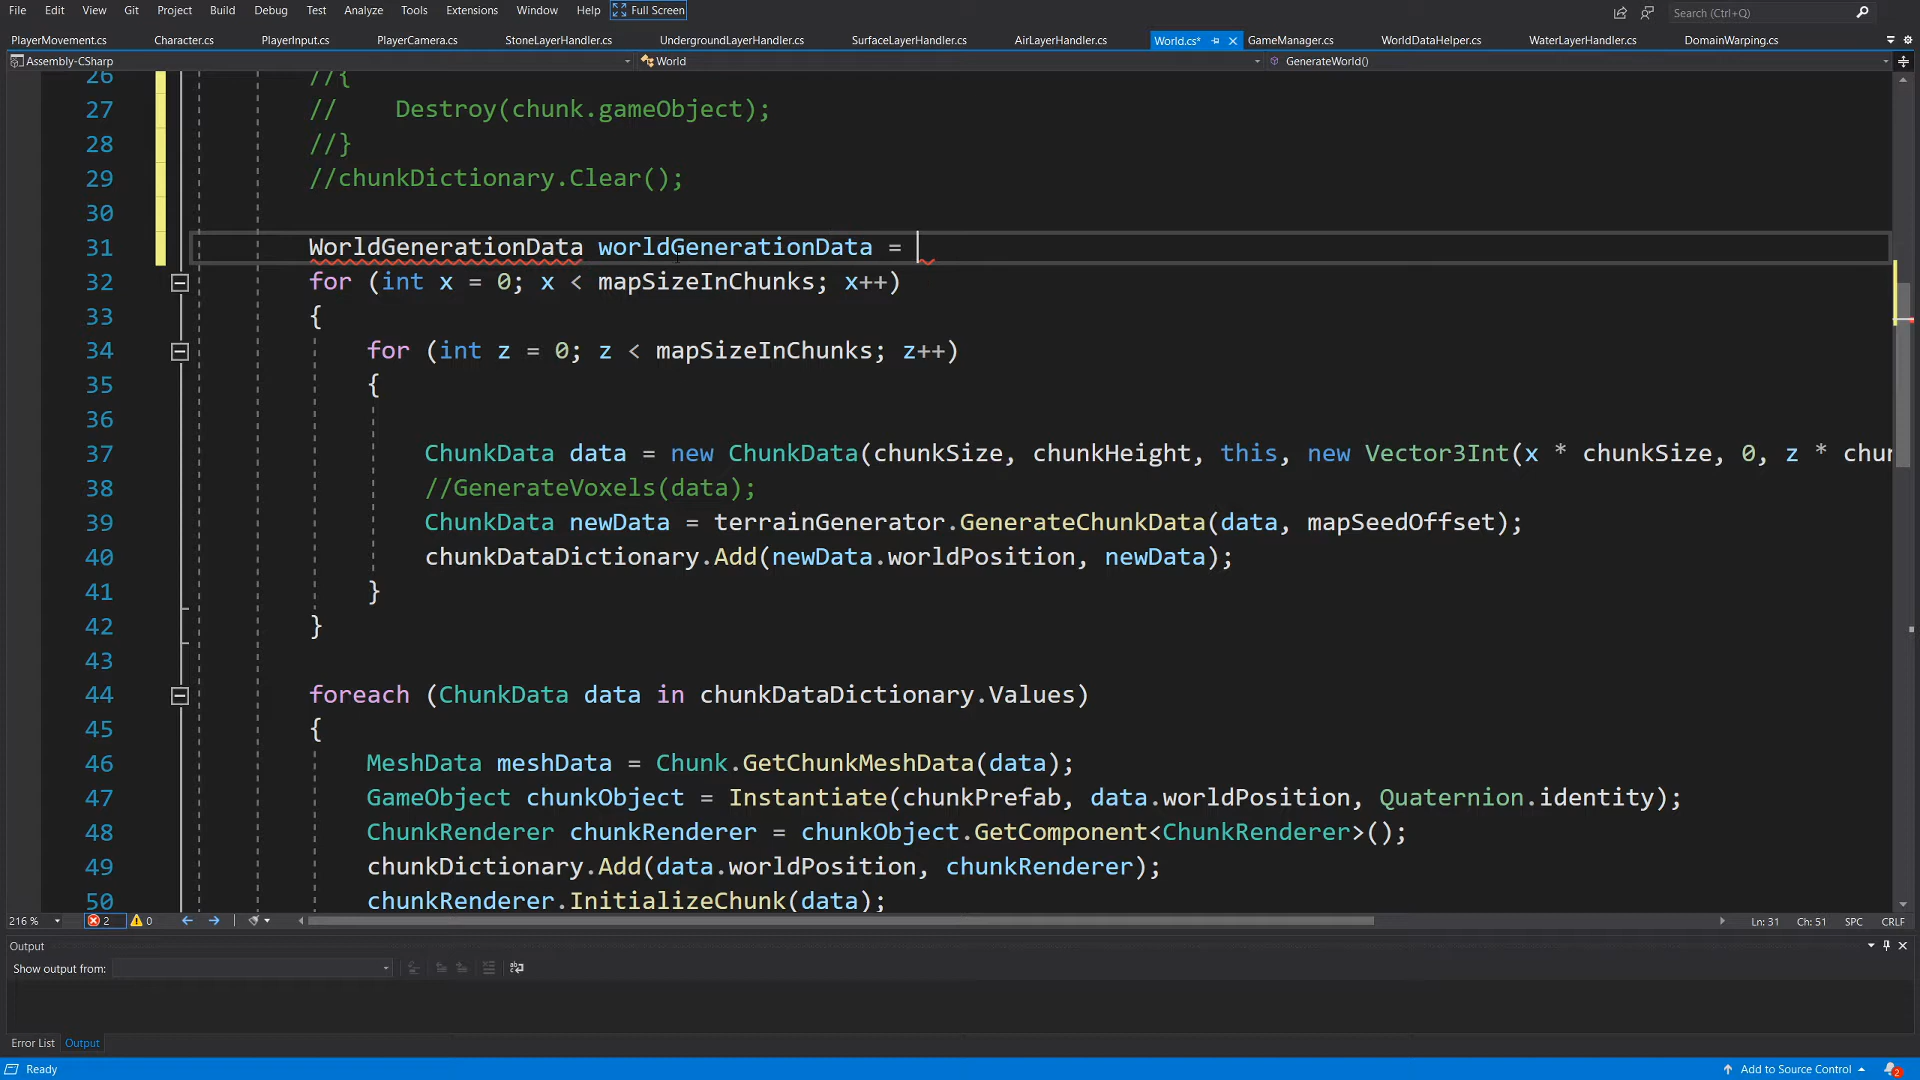 File Edit View Git Project Build Debug Test Analyze Tools Extensions Window Help Full Screen Search (Ctrl+Q)
PlayerMovement.cs Character.cs PlayerInput.cs PlayerCamera.cs StoneLayerHandler.cs UndergroundLayerHandler.cs SurfaceLayerHandler.cs AirLayerHandler.cs World.cs* GameManager.cs WorldDataHelper.cs WaterLayerHandler.cs DomainWarping.cs
Assembly-CSharp World GenerateWorld()
26 //{
27 // Destroy(chunk.gameObject);
28 //}
29 //chunkDictionary.Clear();
30
31 WorldGenerationData worldGenerationData =
32 for (int x = 0; x < mapSizeInChunks; x++)
33 {
34 for (int z = 0; z < mapSizeInChunks; z++)
35 {
36
37 ChunkData data = new ChunkData(chunkSize, chunkHeight, this, new Vector3Int(x * chunkSize, 0, z * chun
38 //GenerateVoxels(data);
39 ChunkData newData = terrainGenerator.GenerateChunkData(data, mapSeedOffset);
40 chunkDataDictionary.Add(newData.worldPosition, newData);
41 }
42 }
43
44 foreach (ChunkData data in chunkDataDictionary.Values)
45 {
46 MeshData meshData = Chunk.GetChunkMeshData(data);
47 GameObject chunkObject = Instantiate(chunkPrefab, data.worldPosition, Quaternion.identity);
48 ChunkRenderer chunkRenderer = chunkObject.GetComponent<ChunkRenderer>();
49 chunkDictionary.Add(data.worldPosition, chunkRenderer);
50 chunkRenderer.InitializeChunk(data);
216 % 2 0 Ln: 31 Ch: 51 SPC CRLF
Output
Show output from:
Error List Output
Ready Add to Source Control 2